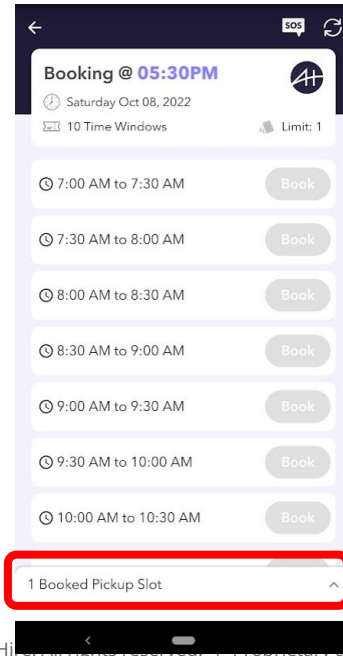 SOS
Booking @ 05:30PM
AH
Saturday Oct 08, 2022
10 Time Windows
Limit: 1
7:00 AM to 7:30 AM
Book
7:30 AM to 8:00 AM
Book
8:00 AM to 8:30 AM
Book
8:30 AM to 9:00 AM
Book
9:00 AM to 9:30 AM
Book
9:30 AM to 10:00 AM
Book
10:00 AM to 10:30 AM
Book
1 Booked Pickup Slot